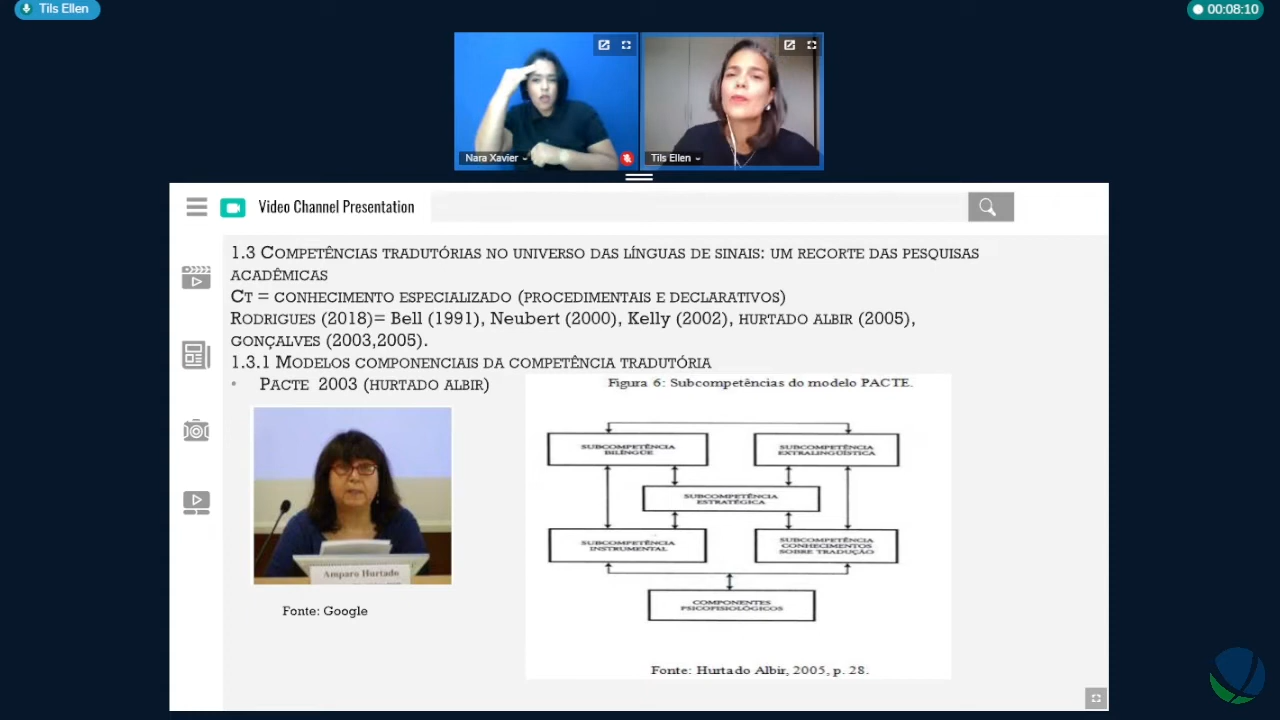 Tils Ellen
00:08:10
Nara Xavier
Tils Ellen
Video Channel Presentation
1.3 COMPETÊNCIAS TRADUTÓRIAS NO UNIVERSO DAS LÍNGUAS DE SINAIS: UM RECORTE DAS PESQUISAS
ACADÊMICAS
CT = CONHECIMENTO ESPECIALIZADO (PROCEDIMENTAIS E DECLARATIVOS)
RODRIGUES (2018)= Bell (1991), Neubert (2000), Kelly (2002), HURTADO ALBIR (2005),
GONÇALVES (2003,2005).
1.3.1 MODELOS COMPONENCIAIS DA COMPETÊNCIA TRADUTÓRIA
• PACTE 2003 (HURTADO ALBIR)
Figura 6: Subcompetências do modelo PACTE.
SUBCOMPETÊNCIA
BILÍNGÜE
SUBCOMPETÊNCIA
EXTRALINGÜÍSTICA
SUBCOMPETÊNCIA
ESTRATÉGICA
SUBCOMPETÊNCIA
INSTRUMENTAL
SUBCOMPETÊNCIA
CONHECIMENTOS
SOBRE TRADUÇÃO
COMPONENTES
PSICOFISIOLÓGICOS
Amparo Hurtado
Fonte: Google
Fonte: Hurtado Albir, 2005, p. 28.